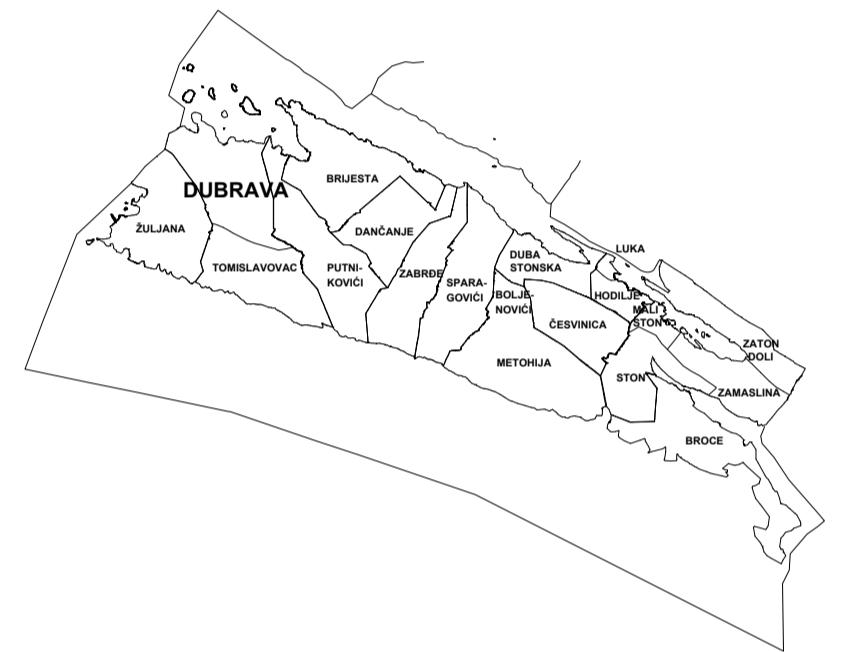 BRIJESTA
DUBRAVA
ŽULJANA
DANČANJE
TOMISLAVOVAC
PUTNI-
KOVIĆI
ZABRĐE
SPARA-
GOVIĆI
DUBA
STONSKA
LUKA
BOLJE-
NOVIĆI
HODILJE
MALI
STON
ČESVINICA
ZATON
DOLI
METOHIJA
STON
ZAMASLINA
BROCE